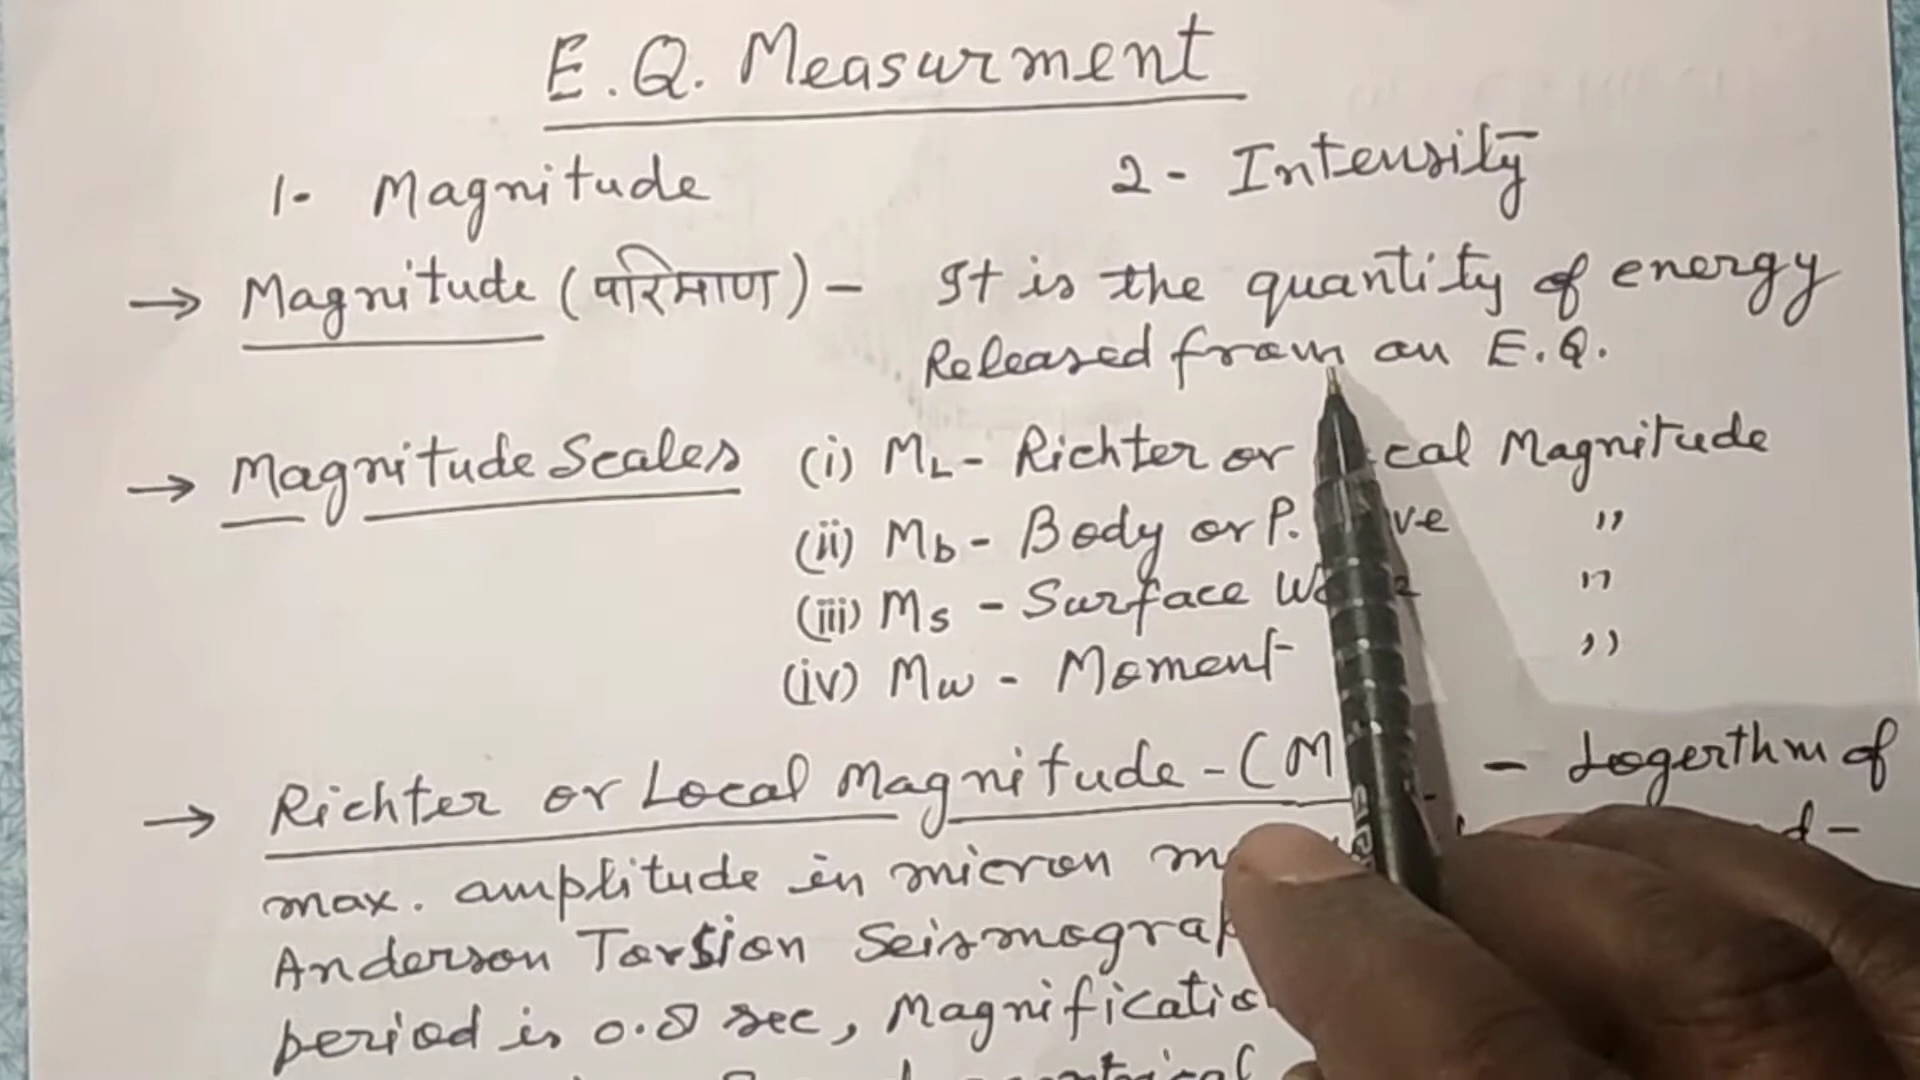 E.Q. Measurment
1- Magnitude 2- Intensity
→ Magnitude (परिमाण) - It is the quantity of energy
Released from an E.Q.
→ Magnitude Scales (i) ML - Richter or cal Magnitude
(ii) Mb - Body or P. ve "
(iii) Ms - Surface "
(iv) Mw - Moment "
→ Richter or Local Magnitude - (M - Logerthm of
max. amplitude in micron
Anderson Torsion Seismograp
period is 0.8 sec, Magnificatio